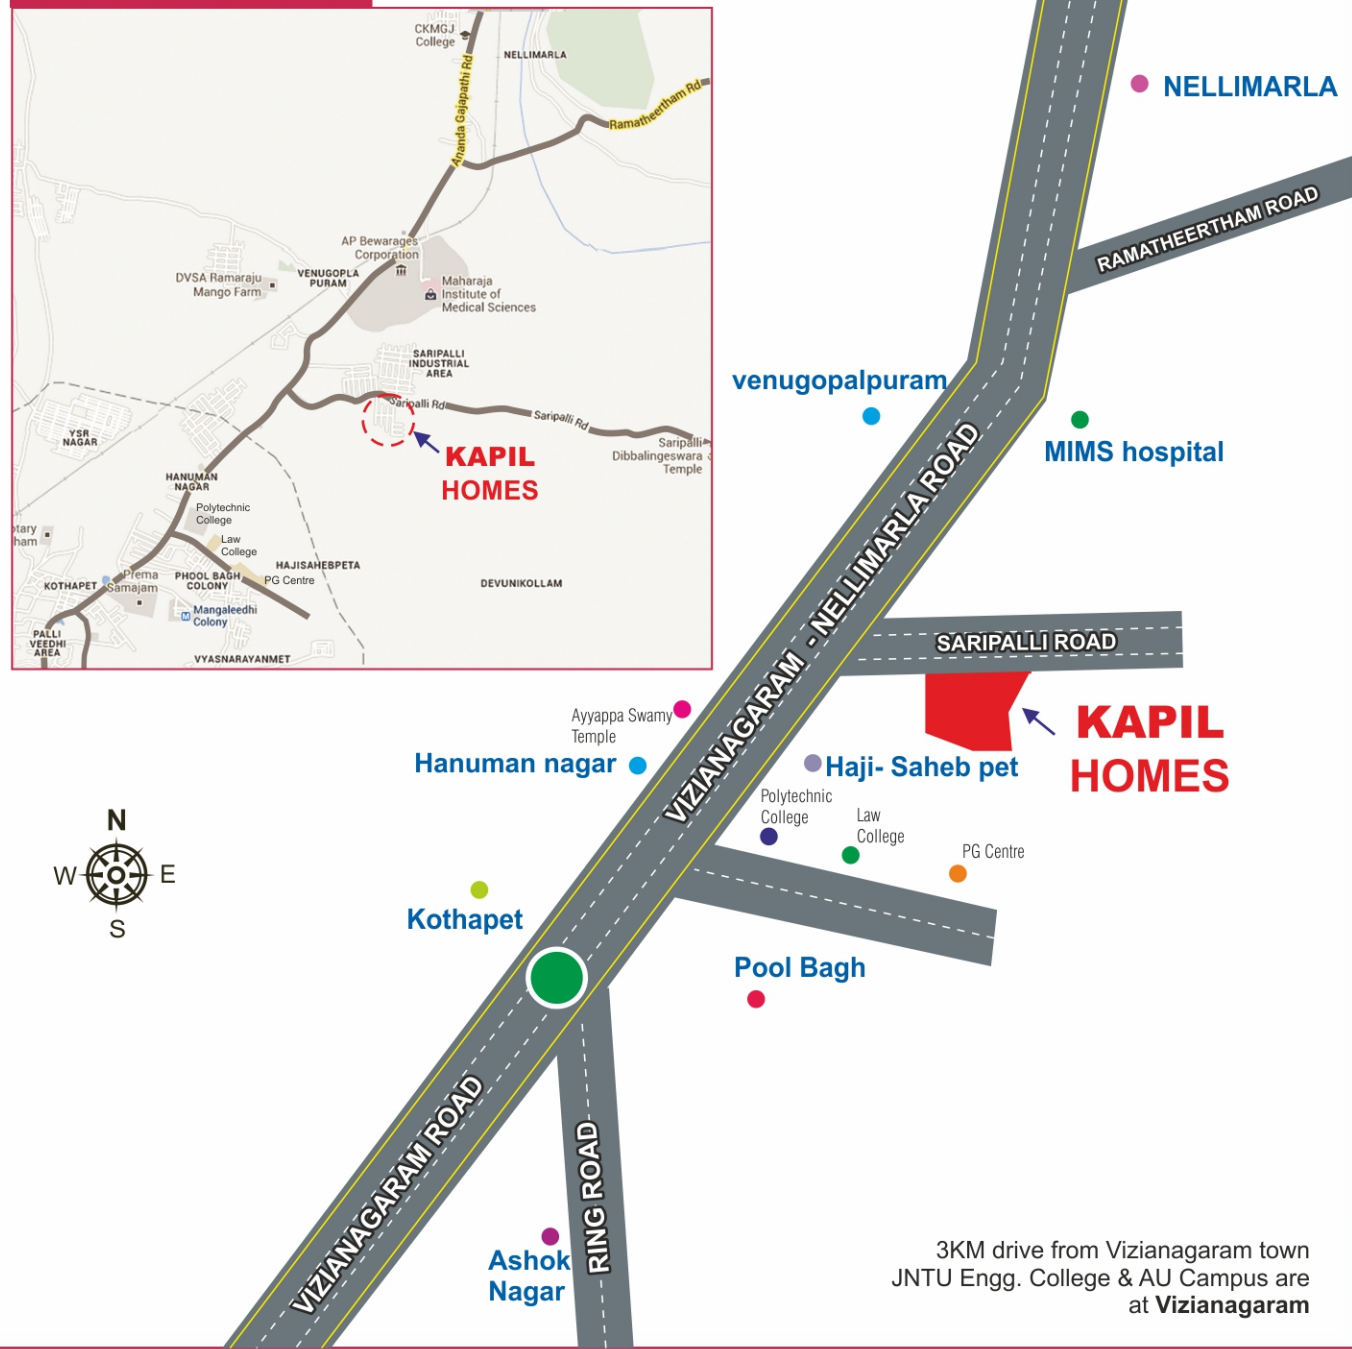 CKMGJ
College
NELLIMARLA
Ananda Gajapathi Rd
Ramatheertham Rd
AP Bewarages
Corporation
DVSA Ramaraju
Mango Farm
VENUGOPLA
PURAM
Maharaja
Institute of
Medical Sciences
SARIPALLI
INDUSTRIAL
AREA
Saripalli Rd
Saripalli Rd
Saripalli
Dibbalingeswara
Temple
KAPIL
HOMES
YSR
NAGAR
HANUMAN
NAGAR
Polytechnic
College
Law
College
otary
ham
HAJISAHEBPETA
PG Centre
Prema
Samajam
KOTHAPET
PHOOL BAGH
COLONY
DEVUNIKOLLAM
Mangaleedhi
Colony
PALLI
VEEDHI
AREA
VYASNARAYANMET
NELLIMARLA
RAMATHEERTHAM ROAD
venugopalpuram
MIMS hospital
VIZIANAGARAM - NELLIMARLA ROAD
SARIPALLI ROAD
KAPIL
HOMES
Ayyappa Swamy
Temple
Hanuman nagar
Haji- Saheb pet
Polytechnic
College
Law
College
PG Centre
N
W E
S
Kothapet
Pool Bagh
VIZIANAGARAM ROAD
RING ROAD
Ashok
Nagar
3KM drive from Vizianagaram town
JNTU Engg. College & AU Campus are
at Vizianagaram